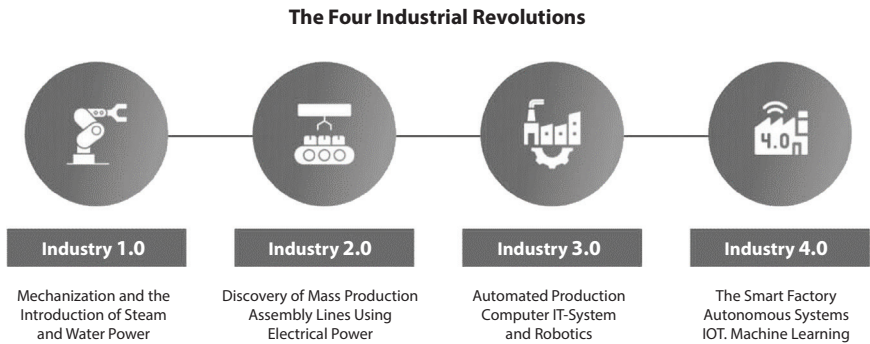 The Four Industrial Revolutions
4.0
Industry 1.0
Industry 2.0
Industry 3.0
Industry 4.0
Mechanization and the
Introduction of Steam
and Water Power
Discovery of Mass Production
Assembly Lines Using
Electrical Power
Automated Production
Computer IT-System
and Robotics
The Smart Factory
Autonomous Systems
IOT. Machine Learning